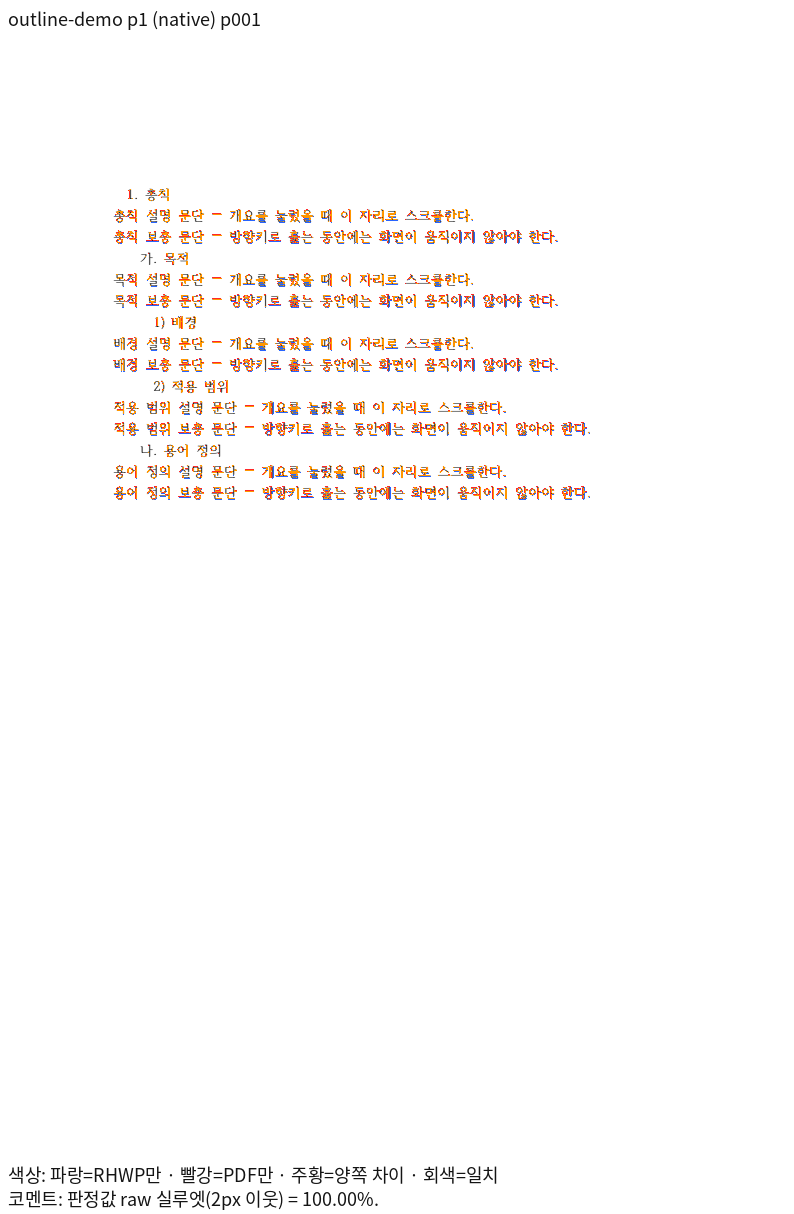 outline-demo p1 (native) p001
1. 총칙
총칙 설명 문단 — 개요를 눌렀을 때 이 자리로 스크롤한다.
총칙 보충 문단 — 방향키로 훑는 동안에는 화면이 움직이지 않아야 한다.
가. 목적
목적 설명 문단 — 개요를 눌렀을 때 이 자리로 스크롤한다.
목적 보충 문단 — 방향키로 훑는 동안에는 화면이 움직이지 않아야 한다.
1) 배경
배경 설명 문단 — 개요를 눌렀을 때 이 자리로 스크롤한다.
배경 보충 문단 — 방향키로 훑는 동안에는 화면이 움직이지 않아야 한다.
2) 적용 범위
적용 범위 설명 문단 — 개요를 눌렀을 때 이 자리로 스크롤한다.
적용 범위 보충 문단 — 방향키로 훑는 동안에는 화면이 움직이지 않아야 한다.
나. 용어 정의
용어 정의 설명 문단 — 개요를 눌렀을 때 이 자리로 스크롤한다.
용어 정의 보충 문단 — 방향키로 훑는 동안에는 화면이 움직이지 않아야 한다.
색상: 파랑=RHWP만 · 빨강=PDF만 · 주황=양쪽 차이 · 회색=일치
코멘트: 판정값 raw 실루엣(2px 이웃) = 100.00%.